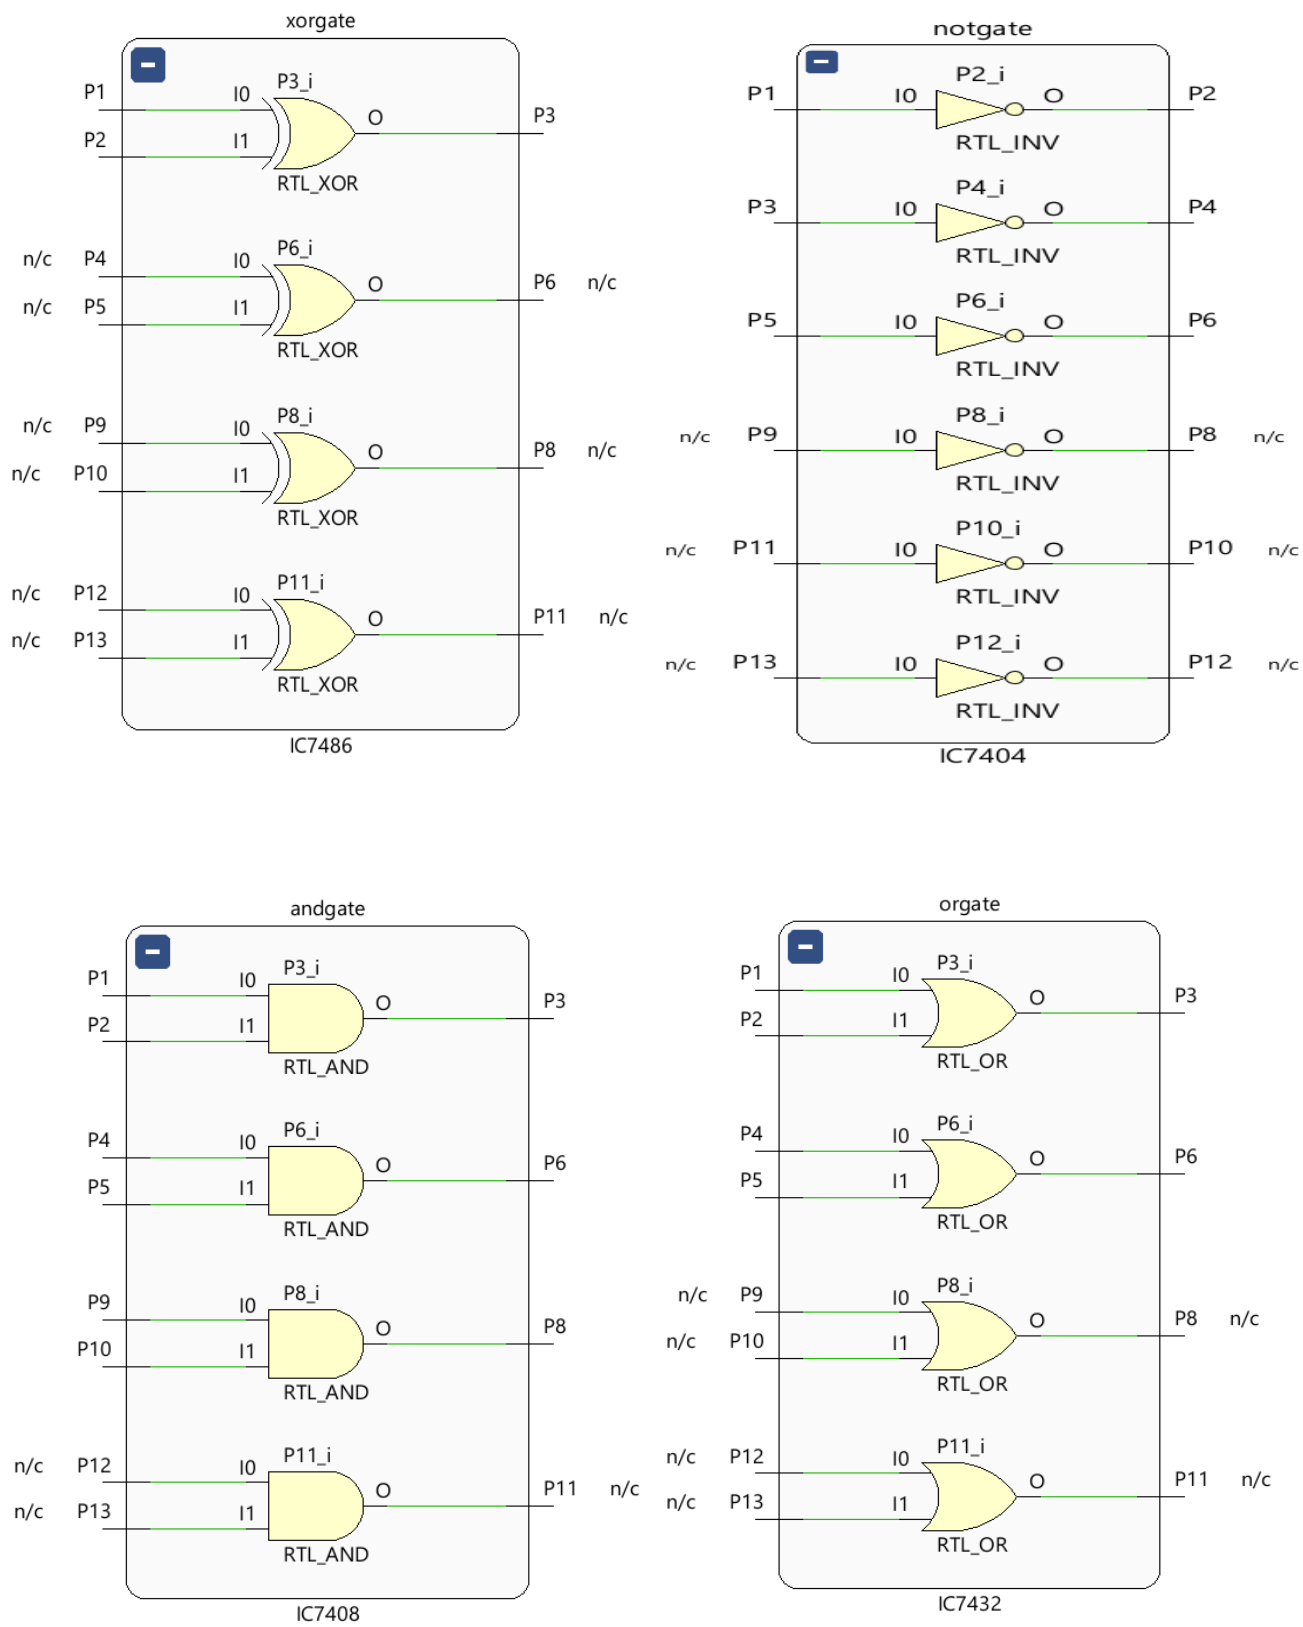 xorgate
P1 I0 P3_i
O P3
P2 I1
RTL_XOR
n/c P4 I0 P6_i
O P6 n/c
n/c P5 I1
RTL_XOR
n/c P9 I0 P8_i
O P8 n/c
n/c P10 I1
RTL_XOR
n/c P12 I0 P11_i
O P11 n/c
n/c P13 I1
RTL_XOR
IC7486
notgate
P2_i
P1 I0 O P2
RTL_INV
P4_i
P3 I0 O P4
RTL_INV
P6_i
P5 I0 O P6
RTL_INV
P8_i
n/c P9 I0 O P8 n/c
RTL_INV
P10_i
n/c P11 I0 O P10 n/c
RTL_INV
P12_i
n/c P13 I0 O P12 n/c
RTL_INV
IC7404
andgate
P1 I0 P3_i
O P3
P2 I1
RTL_AND
P4 I0 P6_i
O P6
P5 I1
RTL_AND
P9 I0 P8_i
O P8
P10 I1
RTL_AND
n/c P12 I0 P11_i
O P11 n/c
n/c P13 I1
RTL_AND
IC7408
orgate
P1 I0 P3_i
O P3
P2 I1
RTL_OR
P4 I0 P6_i
O P6
P5 I1
RTL_OR
n/c P9 I0 P8_i
O P8 n/c
n/c P10 I1
RTL_OR
n/c P12 I0 P11_i
O P11 n/c
n/c P13 I1
RTL_OR
IC7432